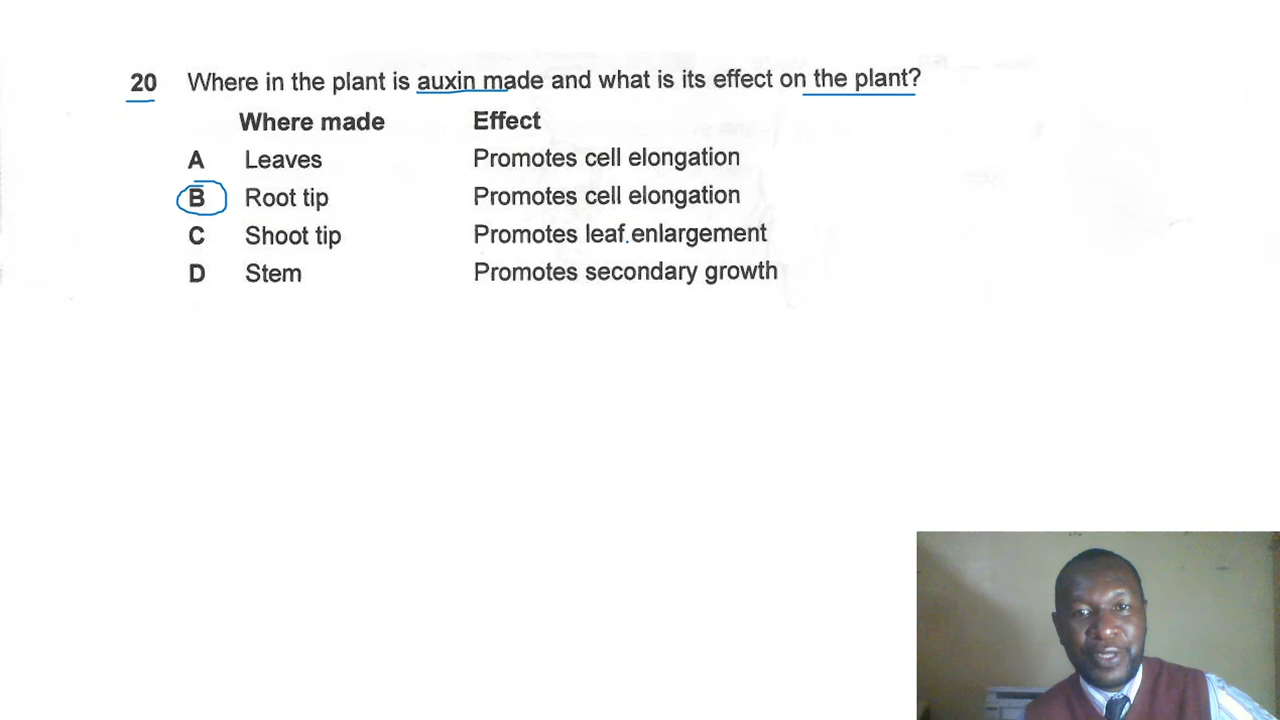 20 Where in the plant is auxin made and what is its effect on the plant?
Where made Effect
A Leaves Promotes cell elongation
B Root tip Promotes cell elongation
C Shoot tip Promotes leaf enlargement
D Stem Promotes secondary growth